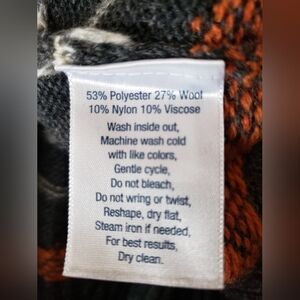 53% Polyester 27% Wool
10% Nylon 10% Viscose
Wash inside out,
Machine wash cold
with like colors,
Gentle cycle,
Do not bleach,
Do not wring or twist,
Reshape, dry flat,
Steam iron if needed,
For best results,
Dry clean.